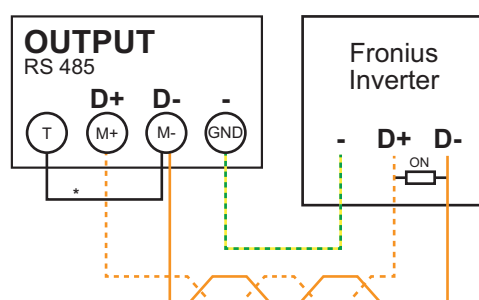 OUTPUT
RS 485
D+ D- -
T M+ M- GND
*
Fronius
Inverter
- D+ D-
ON